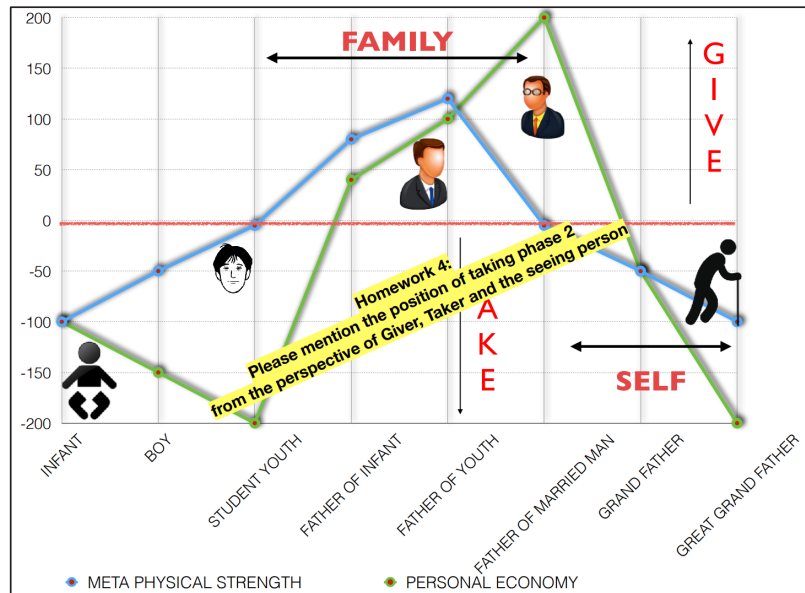 200
150
100
50
0
-50
-100
-150
-200
FAMILY
GIVE
AKE
SELF
Homework 4:
Please mention the position of taking phase 2
from the perspective of Giver, Taker and the seeing person
INFANT
BOY
STUDENT YOUTH
FATHER OF INFANT
FATHER OF YOUTH
FATHER OF MARRIED MAN
GRAND FATHER
GREAT GRAND FATHER
META PHYSICAL STRENGTH
PERSONAL ECONOMY